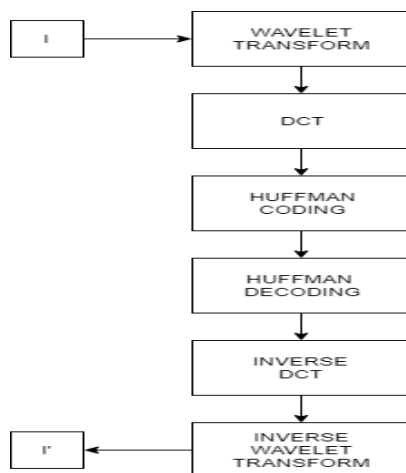 I
WAVELET
TRANSFORM
DCT
HUFFMAN
CODING
HUFFMAN
DECODING
INVERSE
DCT
I'
INVERSE
WAVELET
TRANSFORM